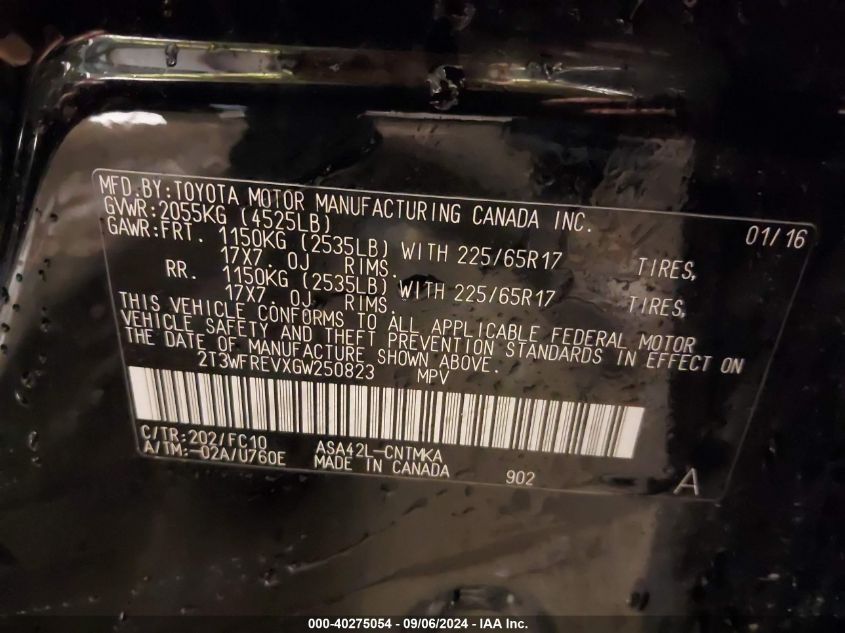 MFD.BY:TOYOTA MOTOR MANUFACTURING CANADA INC. 01/16
GVWR:2055KG (4525LB)
GAWR:FRT. 1150KG (2535LB) WITH 225/65R17 TIRES,
17X7.0J RIMS.
RR. 1150KG (2535LB) WITH 225/65R17 TIRES,
17X7.0J RIMS.
THIS VEHICLE CONFORMS TO ALL APPLICABLE FEDERAL MOTOR
VEHICLE SAFETY AND THEFT PREVENTION STANDARDS IN EFFECT ON
THE DATE OF MANUFACTURE SHOWN ABOVE.
2T3WFREVXGW250823 MPV
C/TR:202/FC10 ASA42L-CNTMKA
A/TM:-02A/U760E MADE IN CANADA 902 A
000-40275054 - 09/06/2024 - IAA Inc.